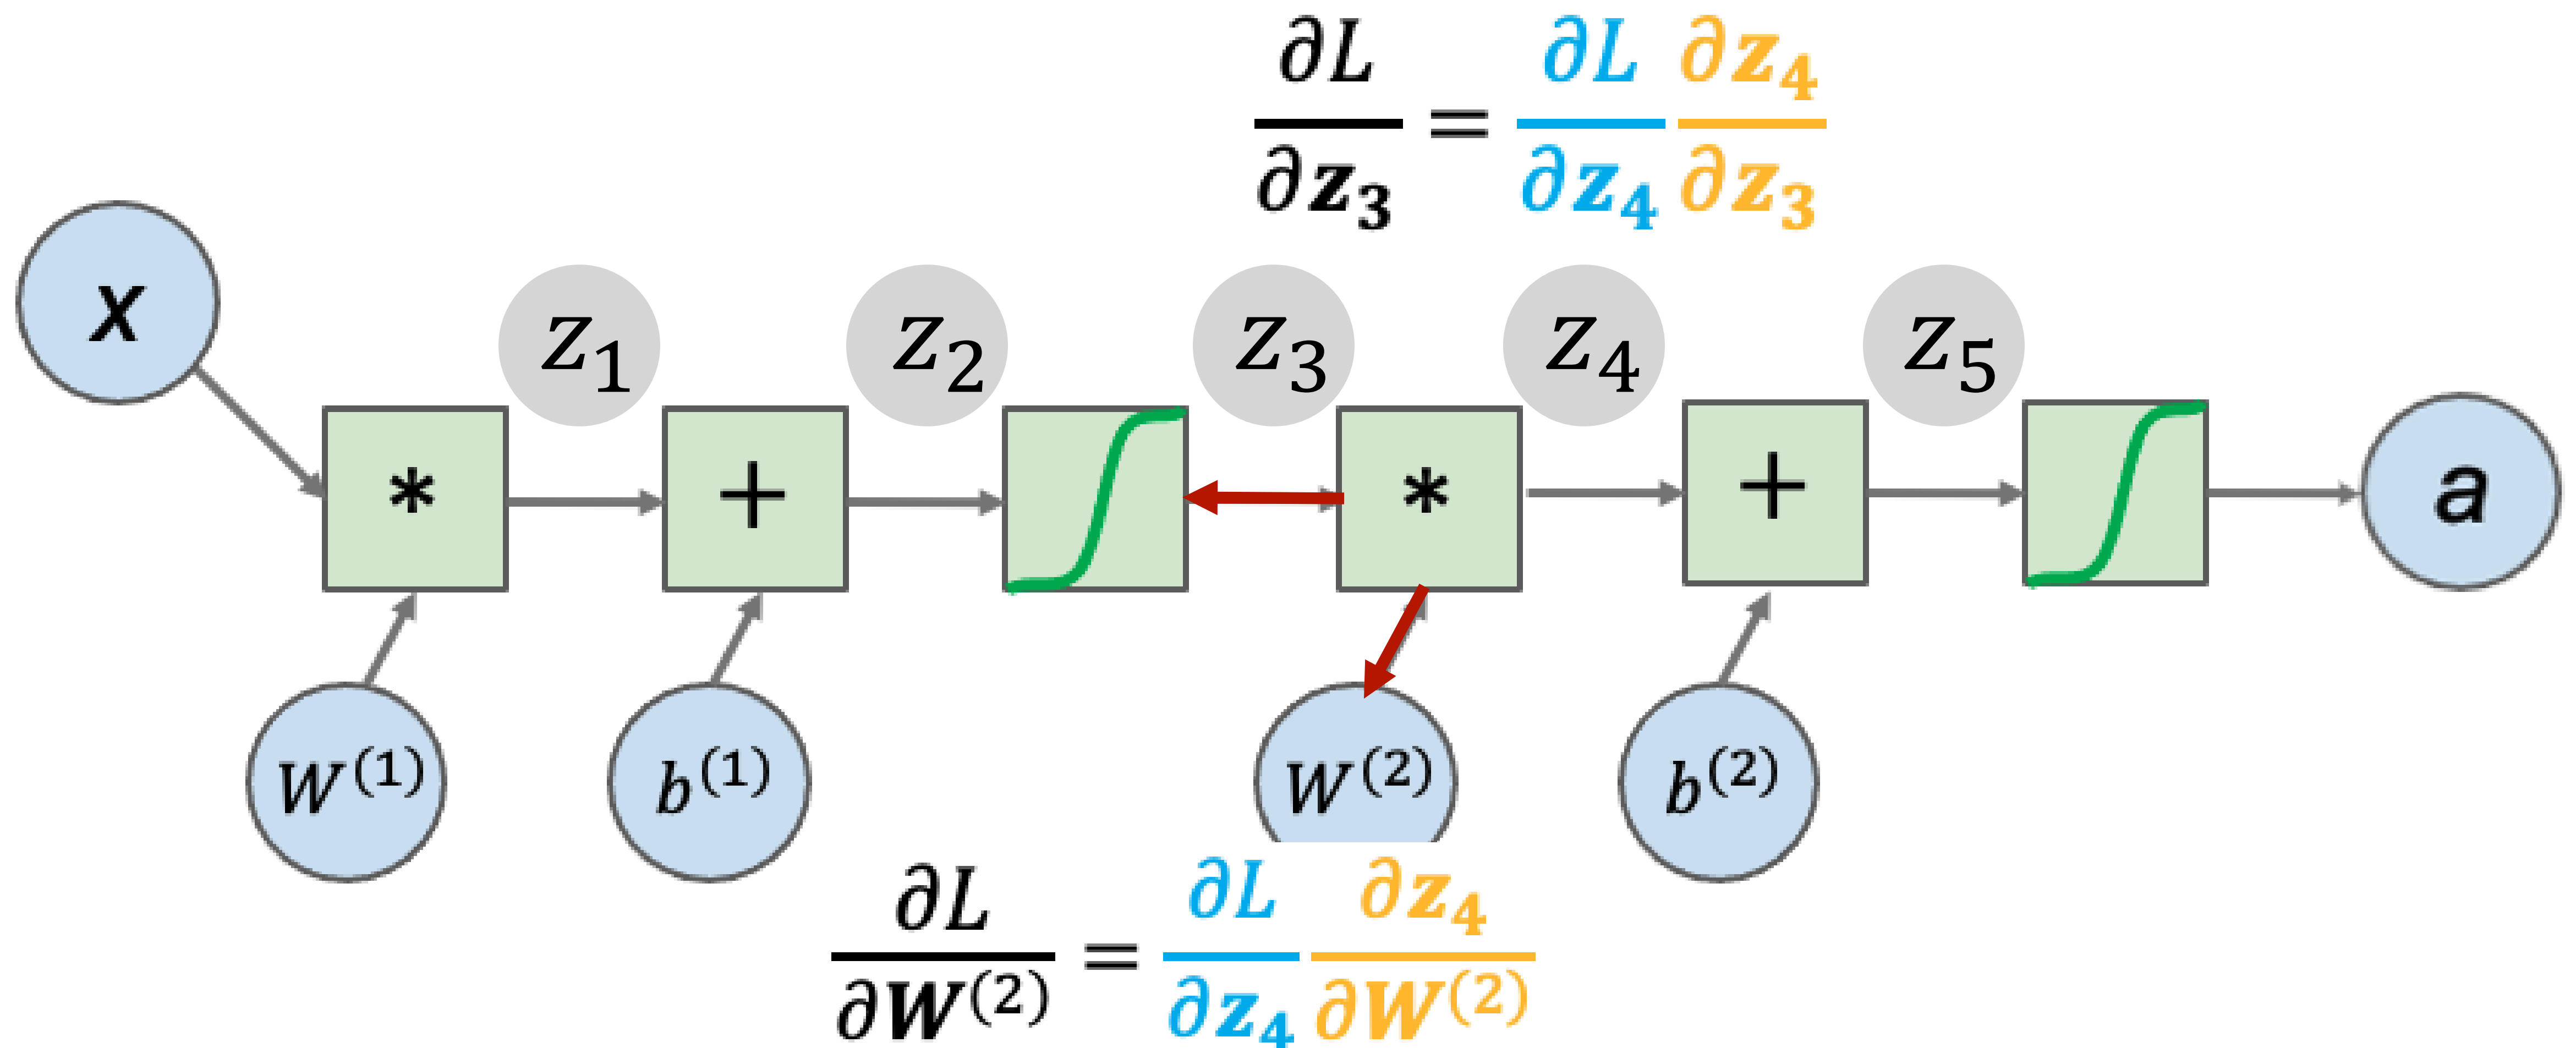 ∂L/∂z₃ = ∂L/∂z₄ ∂z₄/∂z₃
x
z₁ z₂ z₃ z₄ z₅
* + * + a
W⁽¹⁾ b⁽¹⁾ W⁽²⁾ b⁽²⁾
∂L/∂W⁽²⁾ = ∂L/∂z₄ ∂z₄/∂W⁽²⁾